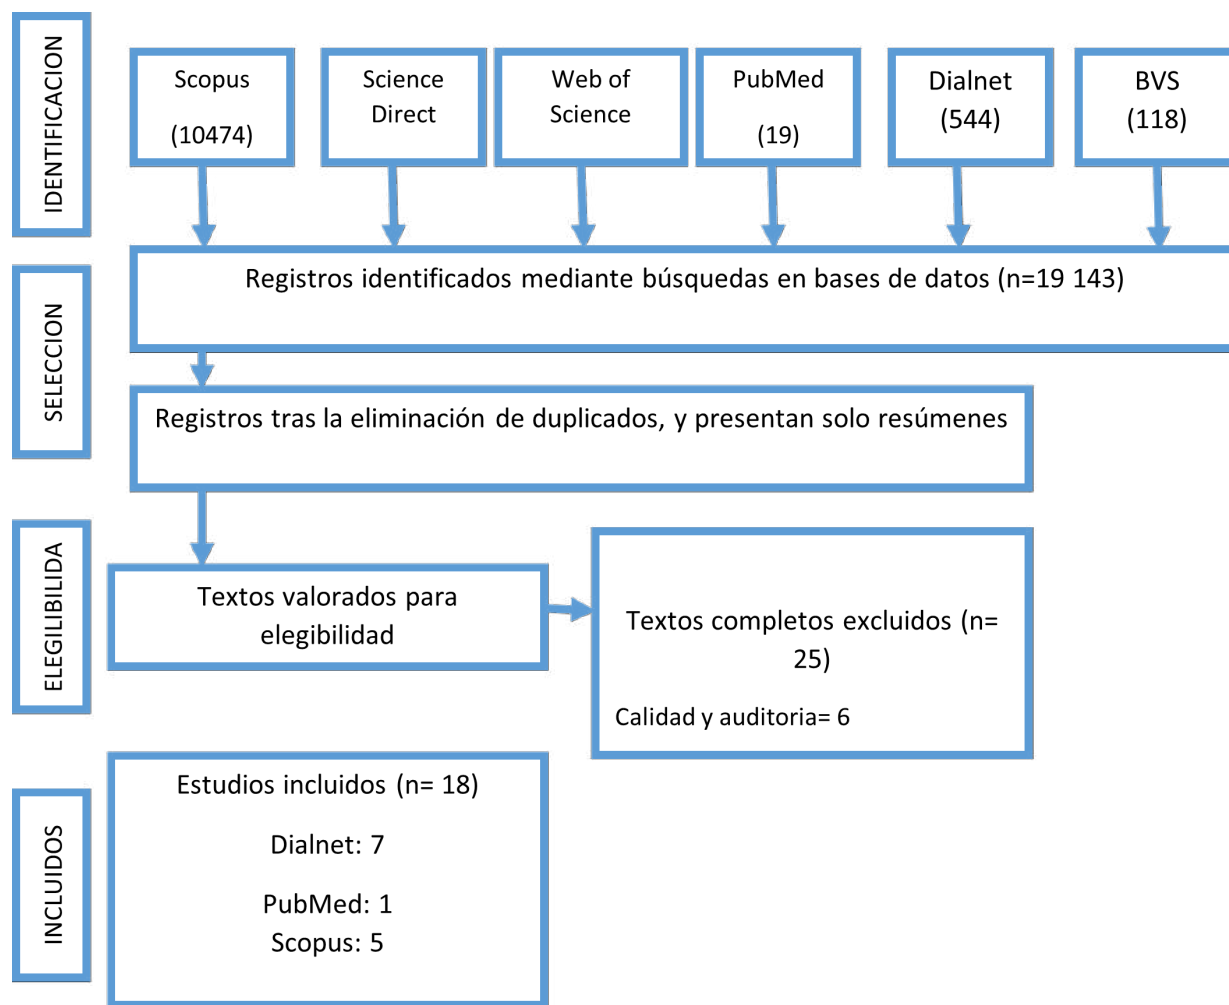 IDENTIFICACION
Scopus
(10474)
Science
Direct
Web of
Science
PubMed
(19)
Dialnet
(544)
BVS
(118)
Registros identificados mediante búsquedas en bases de datos (n=19 143)
SELECCION
Registros tras la eliminación de duplicados, y presentan solo resúmenes
ELEGILIBILIDA
Textos valorados para
elegibilidad
Textos completos excluidos (n=
25)
Calidad y auditoria= 6
INCLUIDOS
Estudios incluidos (n= 18)
Dialnet: 7
PubMed: 1
Scopus: 5